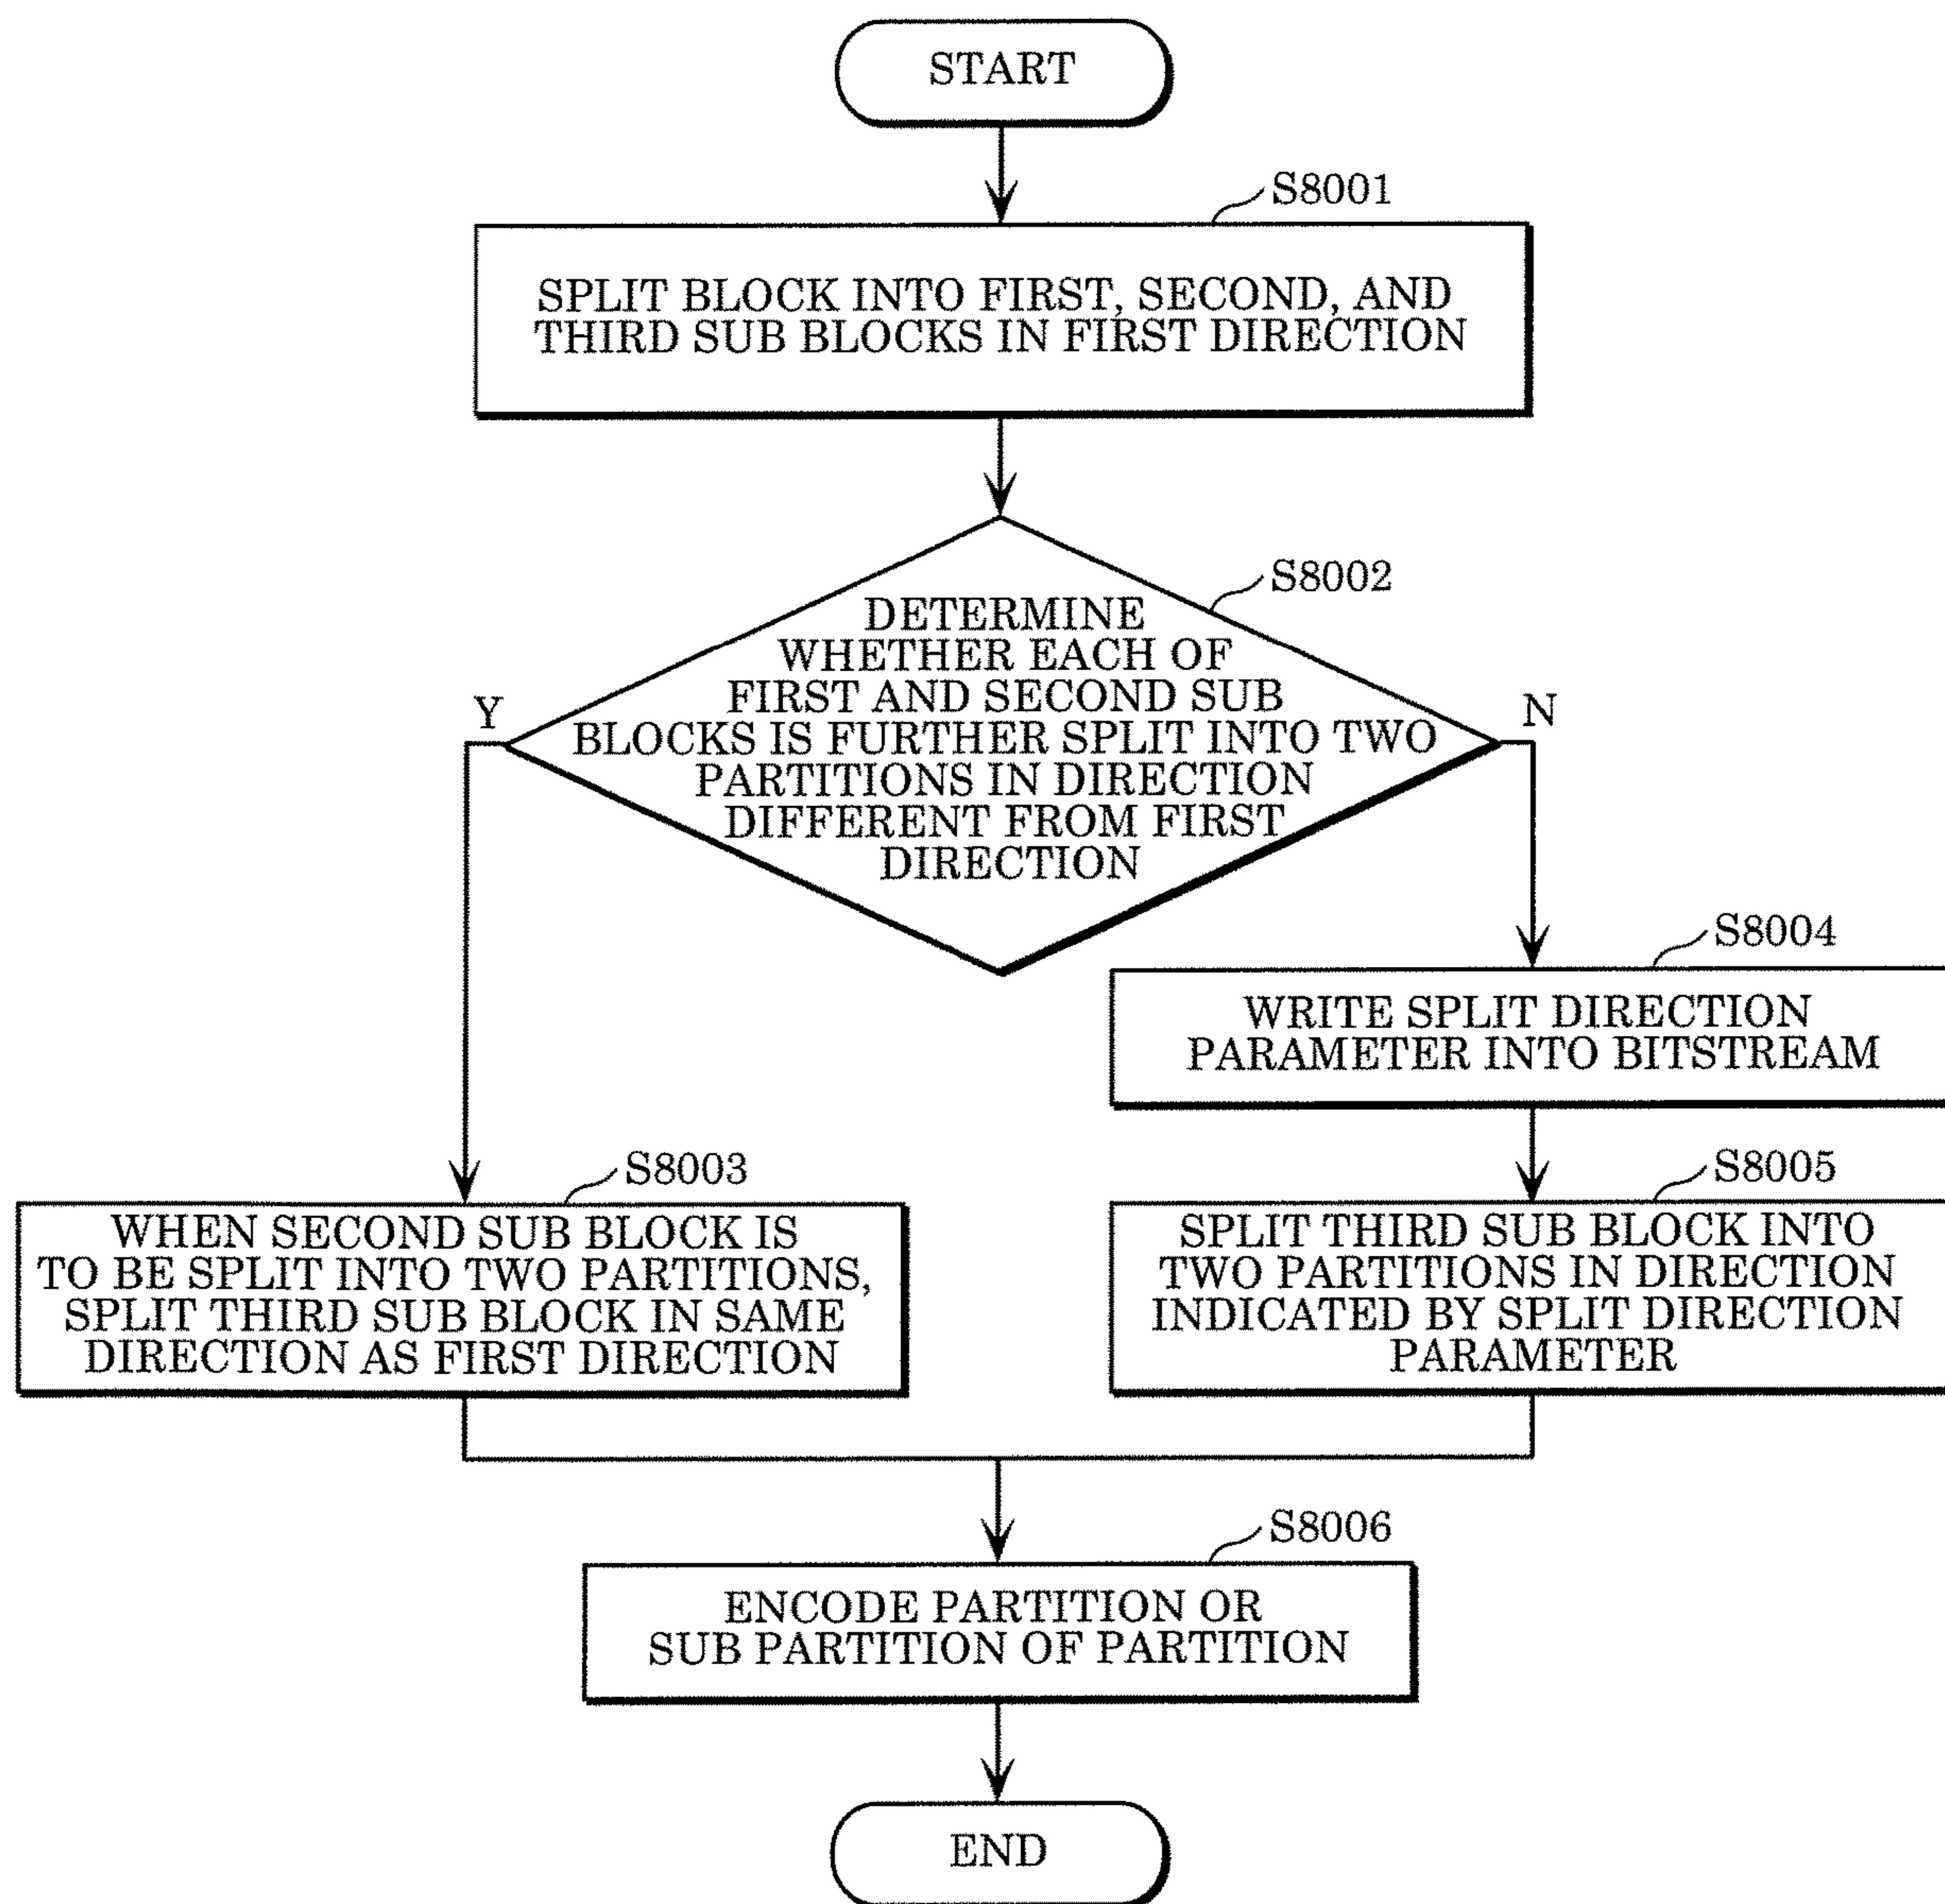 START
S8001
SPLIT BLOCK INTO FIRST, SECOND, AND
THIRD SUB BLOCKS IN FIRST DIRECTION
S8002
DETERMINE
WHETHER EACH OF
FIRST AND SECOND SUB
BLOCKS IS FURTHER SPLIT INTO TWO
PARTITIONS IN DIRECTION
DIFFERENT FROM FIRST
DIRECTION
Y
N
S8004
WRITE SPLIT DIRECTION
PARAMETER INTO BITSTREAM
S8003
WHEN SECOND SUB BLOCK IS
TO BE SPLIT INTO TWO PARTITIONS,
SPLIT THIRD SUB BLOCK IN SAME
DIRECTION AS FIRST DIRECTION
S8005
SPLIT THIRD SUB BLOCK INTO
TWO PARTITIONS IN DIRECTION
INDICATED BY SPLIT DIRECTION
PARAMETER
S8006
ENCODE PARTITION OR
SUB PARTITION OF PARTITION
END